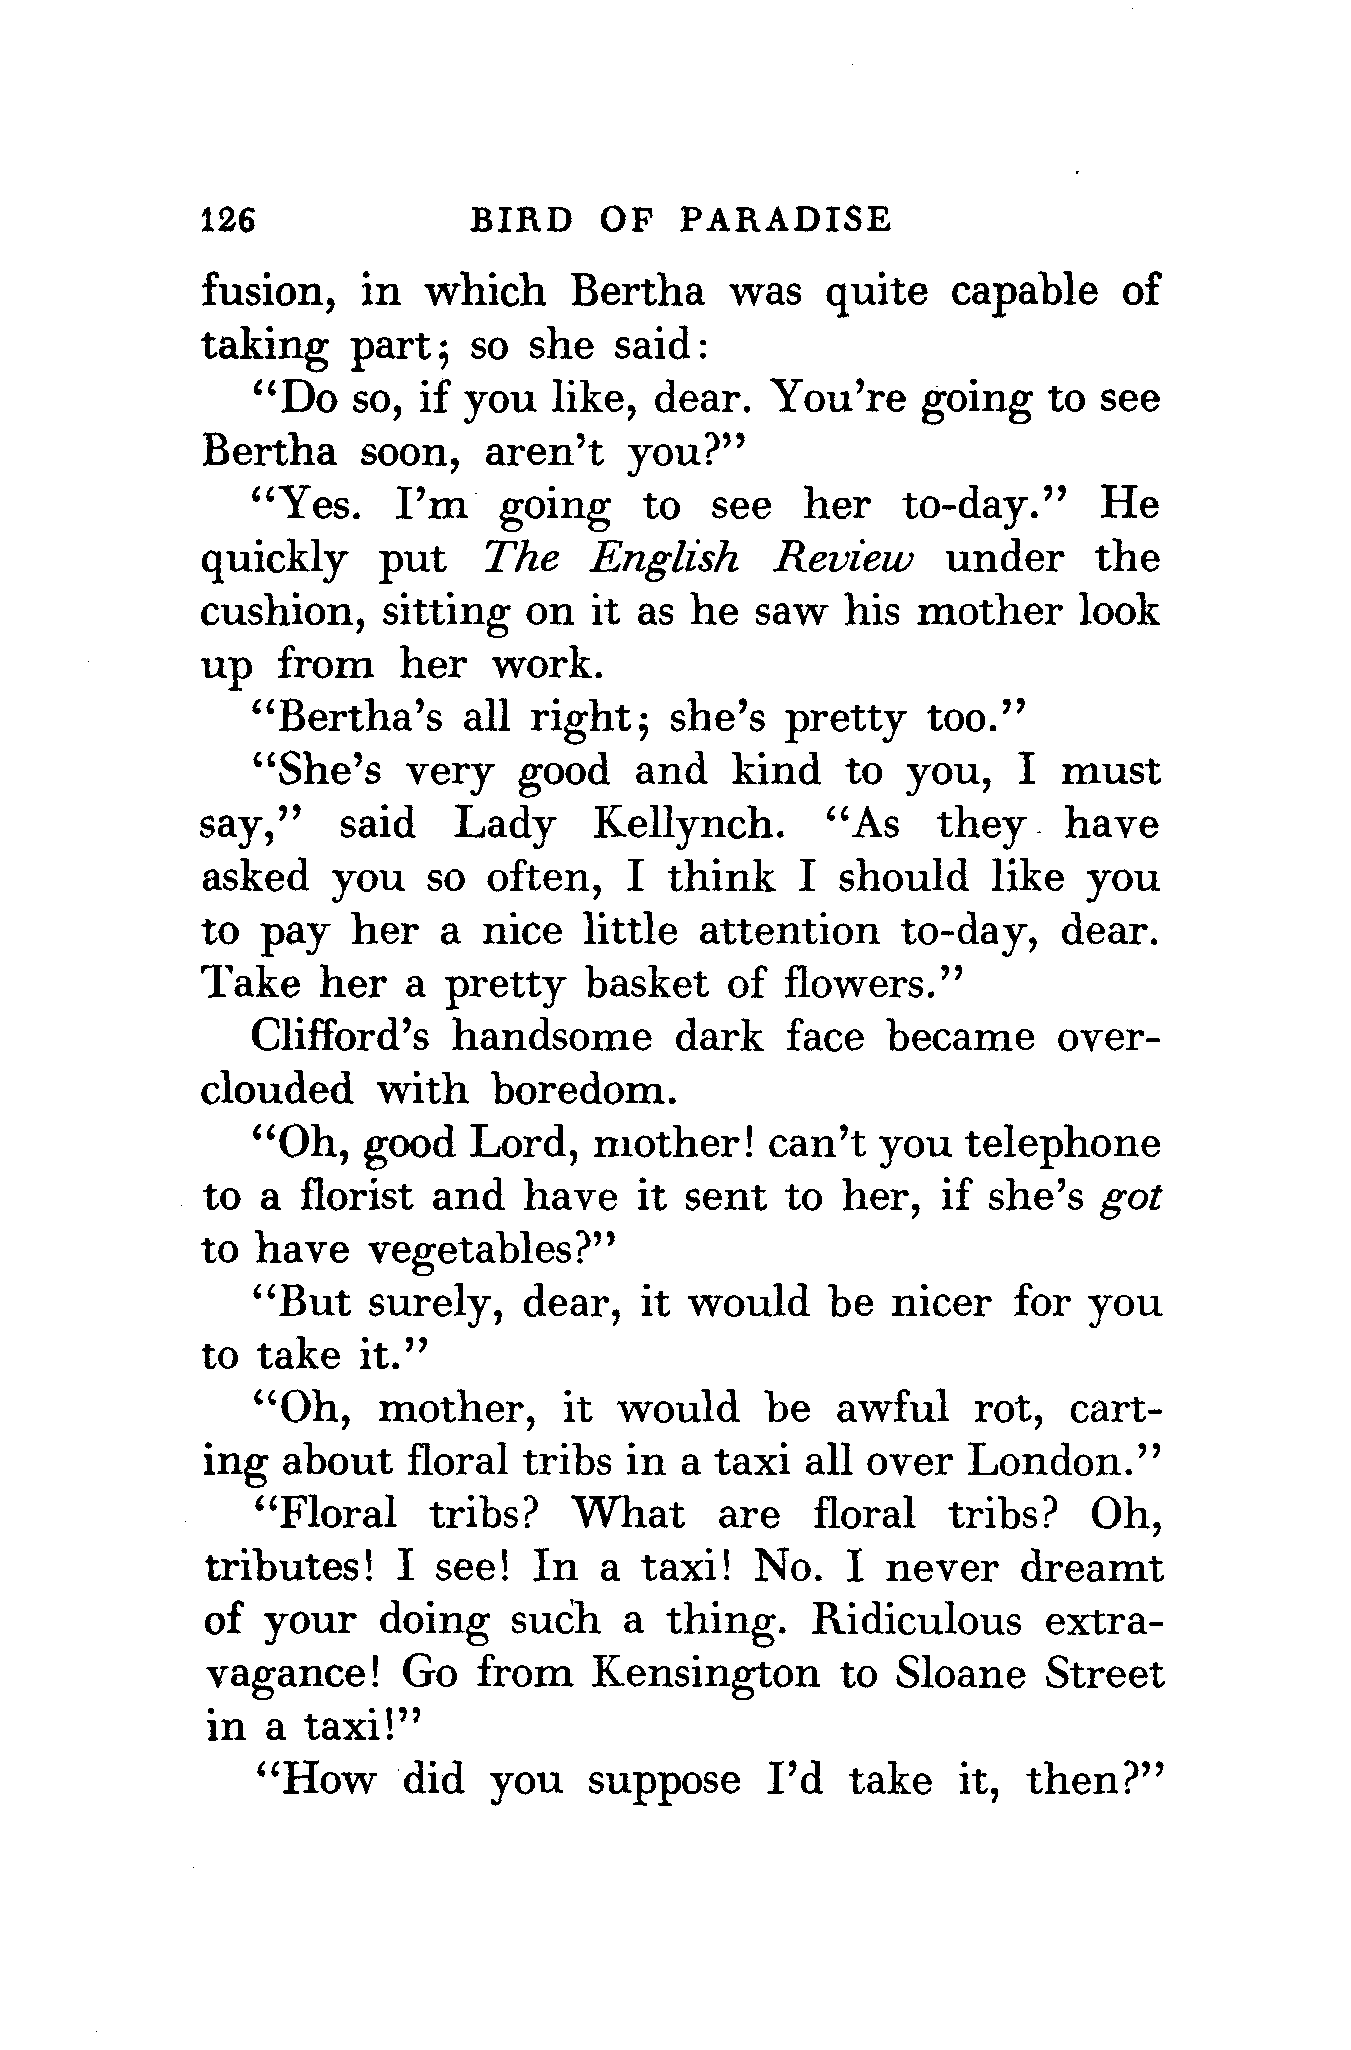 126 BIRD OF PARADISE
fusion, in which Bertha was quite capable of
taking part; so she said:
“Do so, if you like, dear. You’re going to see
Bertha soon, aren’t you?”
“Yes. I’m going to see her to-day.” He
quickly put The English Review under the
cushion, sitting on it as he saw his mother look
up from her work.
“Bertha’s all right; she’s pretty too.”
“She’s very good and kind to you, I must
say,” said Lady Kellynch. “As they have
asked you so often, I think I should like you
to pay her a nice little attention to-day, dear.
Take her a pretty basket of flowers.”
Clifford’s handsome dark face became over-
clouded with boredom.
“Oh, good Lord, mother! can’t you telephone
to a florist and have it sent to her, if she’s got
to have vegetables?”
“But surely, dear, it would be nicer for you
to take it.”
“Oh, mother, it would be awful rot, cart-
ing about floral tribs in a taxi all over London.”
“Floral tribs? What are floral tribs? Oh,
tributes! I see! In a taxi! No. I never dreamt
of your doing such a thing. Ridiculous extra-
vagance! Go from Kensington to Sloane Street
in a taxi!”
“How did you suppose I’d take it, then?”